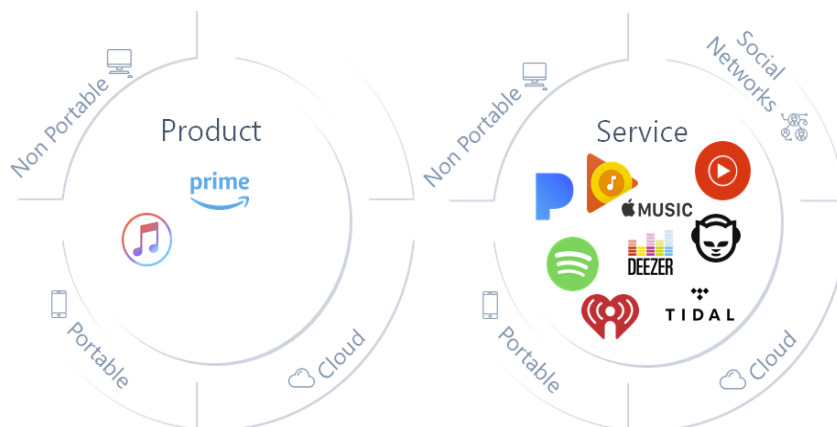 Non Portable
Product
prime
Portable
Cloud
Non Portable
Social
Networks
Service
MUSIC
DEEZER
TIDAL
Portable
Cloud